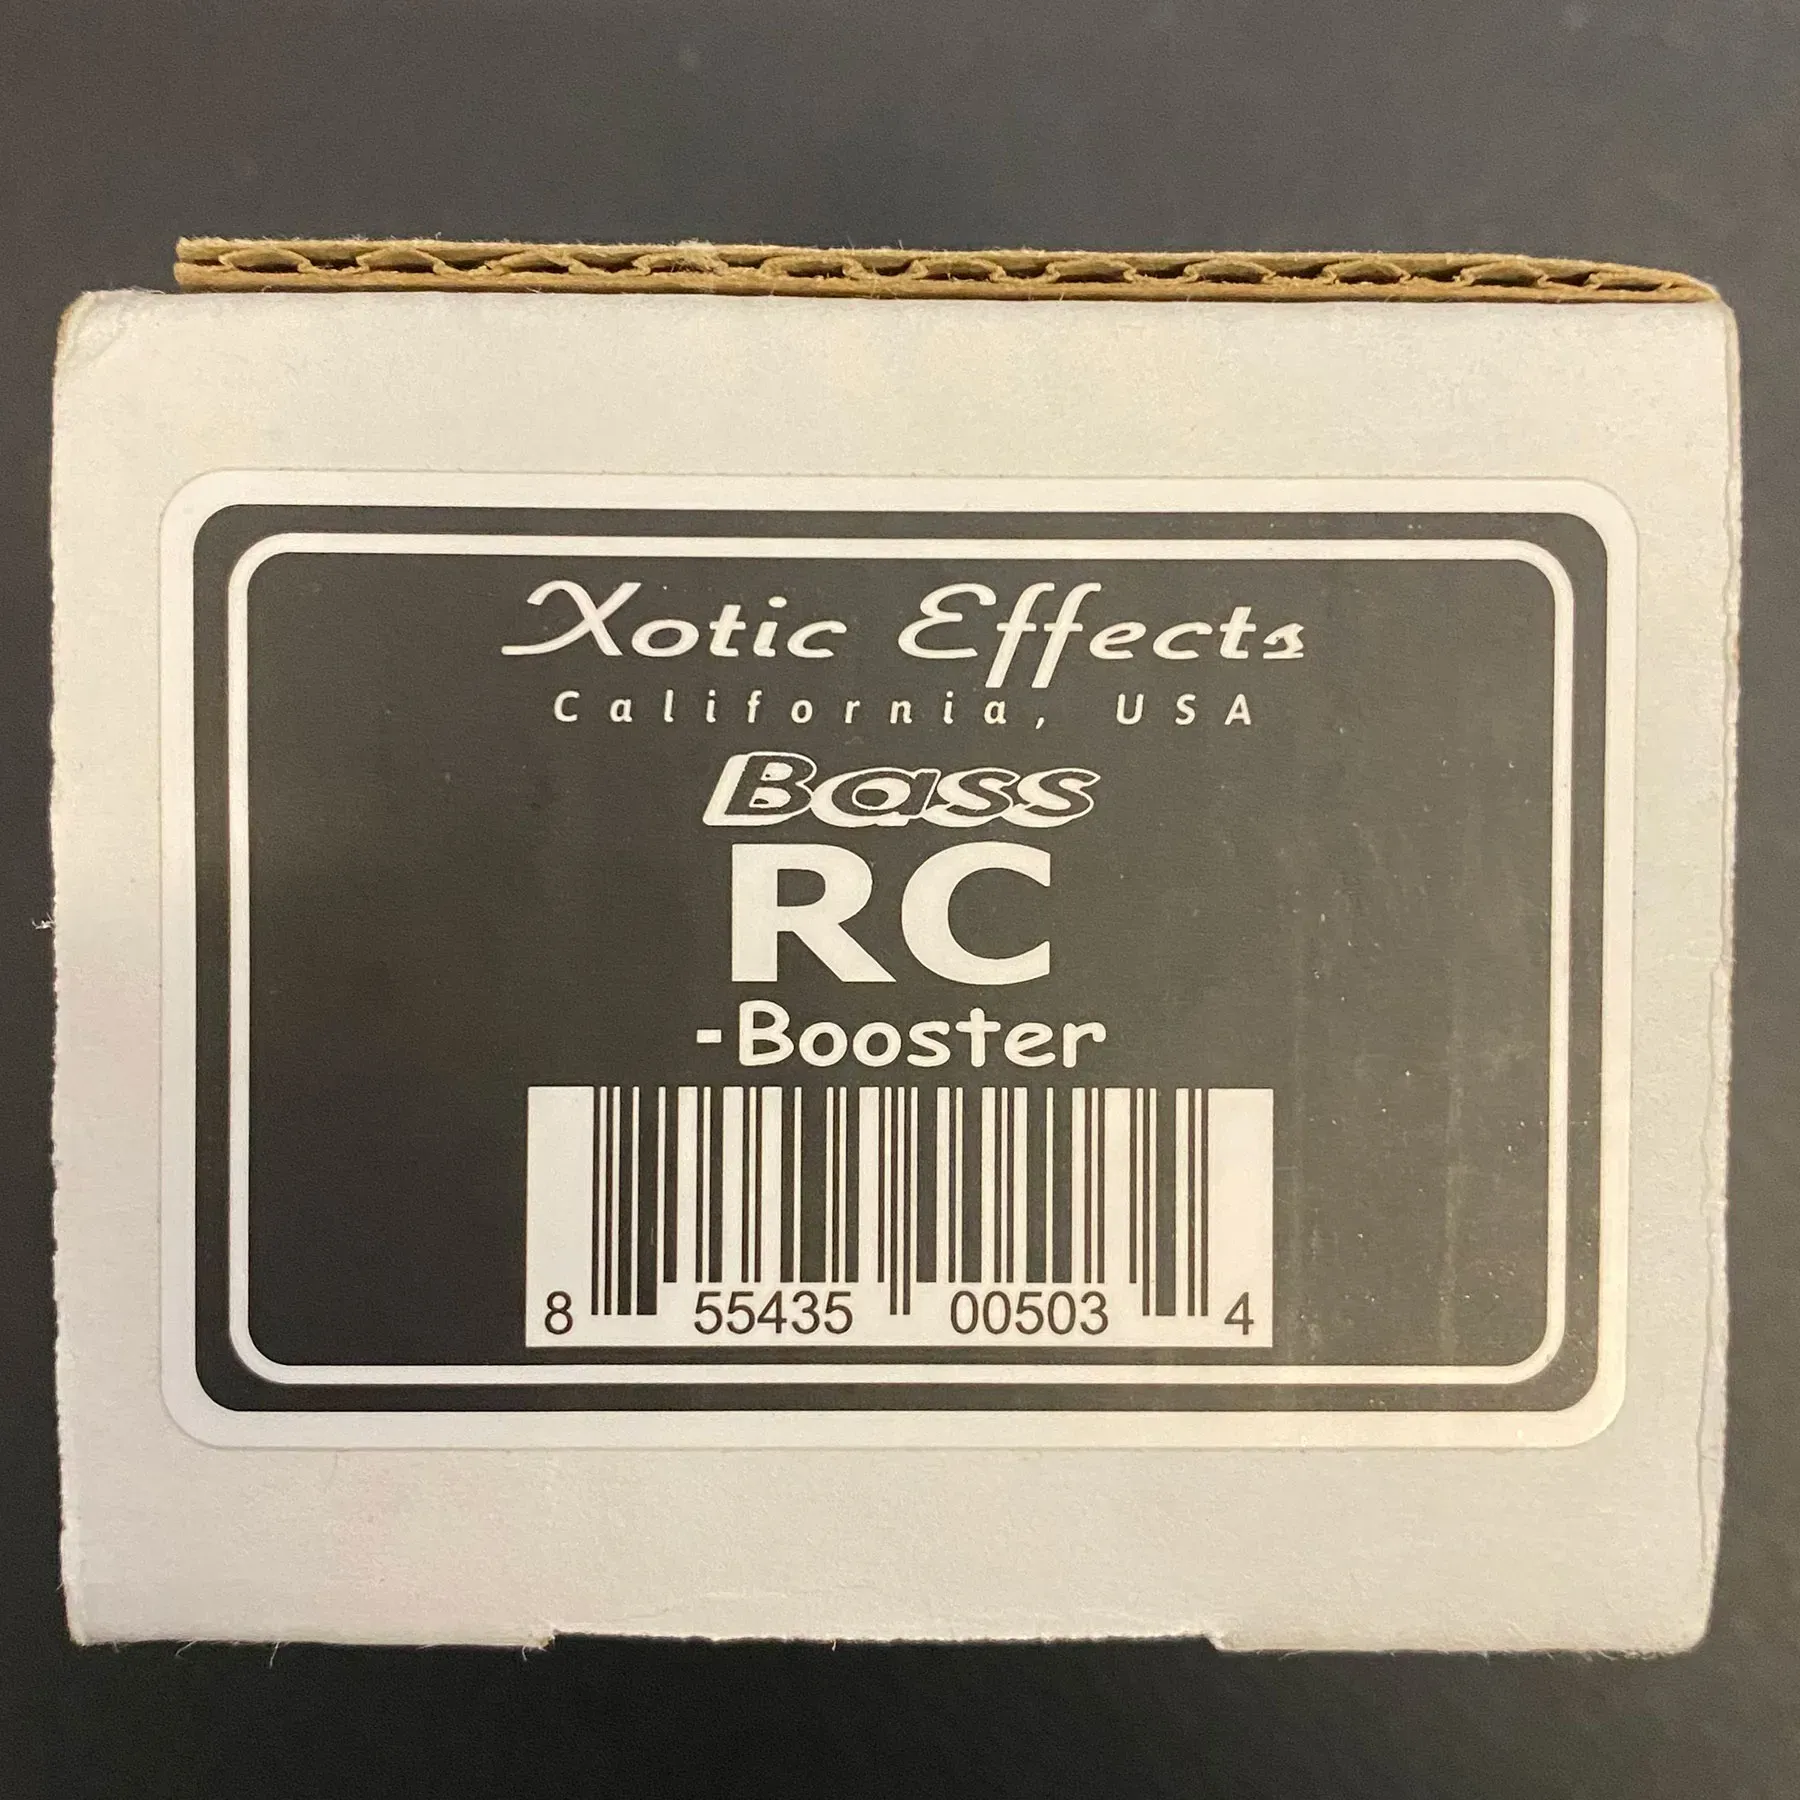 Xotic Effects
California, USA
Bass
RC
-Booster
8 55435 00503 4